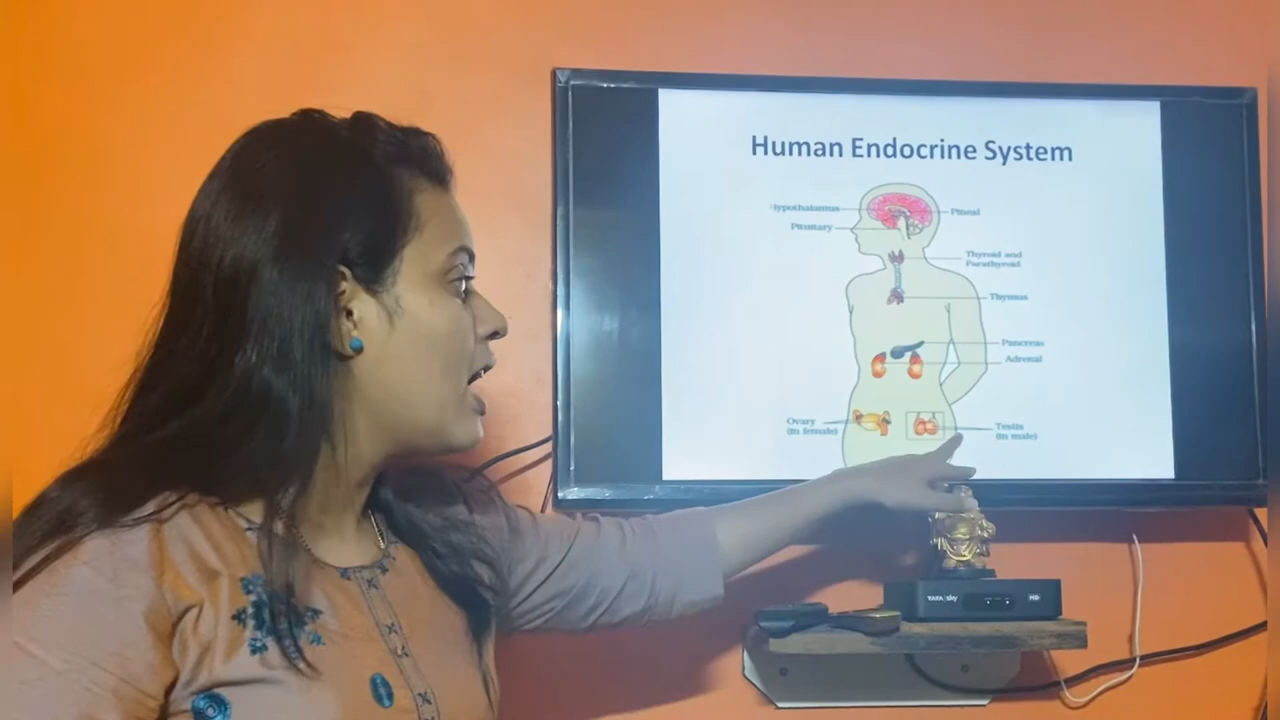 Human Endocrine System
Hypothalamus
Pineal
Pituitary
Thyroid and
Parathyroid
Thymus
Pancreas
Adrenal
Ovary
(in female)
Testis
(in male)
TATA sky
HD